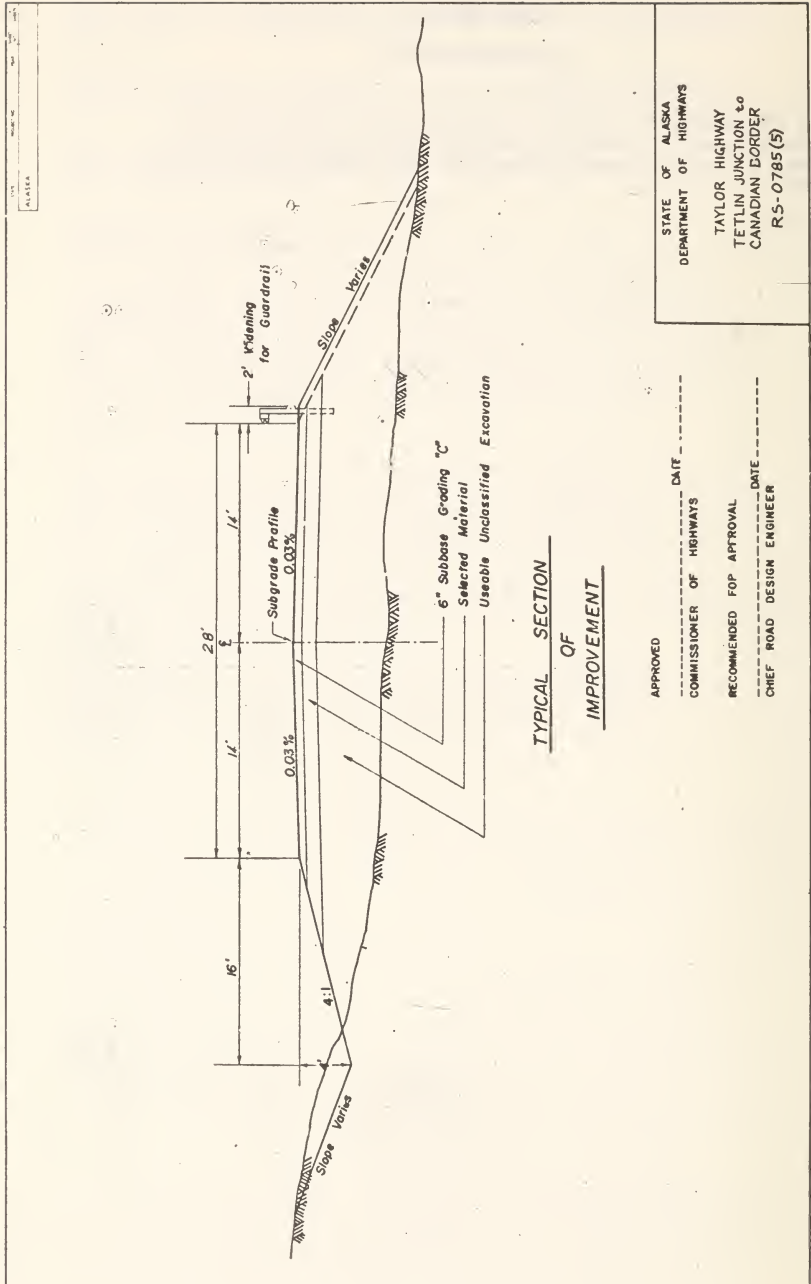 ALASKA
28'
16'
14'
14'
2' Widening
for Guardrail
℄
Subgrade Profile
0.03%
0.03%
4:1
4'
Slope Varies
Slope Varies
6" Subbase Grading "C"
Selected Material
Useable Unclassified Excavation
TYPICAL SECTION
OF
IMPROVEMENT
APPROVED
DATE
COMMISSIONER OF HIGHWAYS
RECOMMENDED FOR APPROVAL
DATE
CHIEF ROAD DESIGN ENGINEER
STATE OF ALASKA
DEPARTMENT OF HIGHWAYS
TAYLOR HIGHWAY
TETLIN JUNCTION to
CANADIAN BORDER
RS-0785(5)